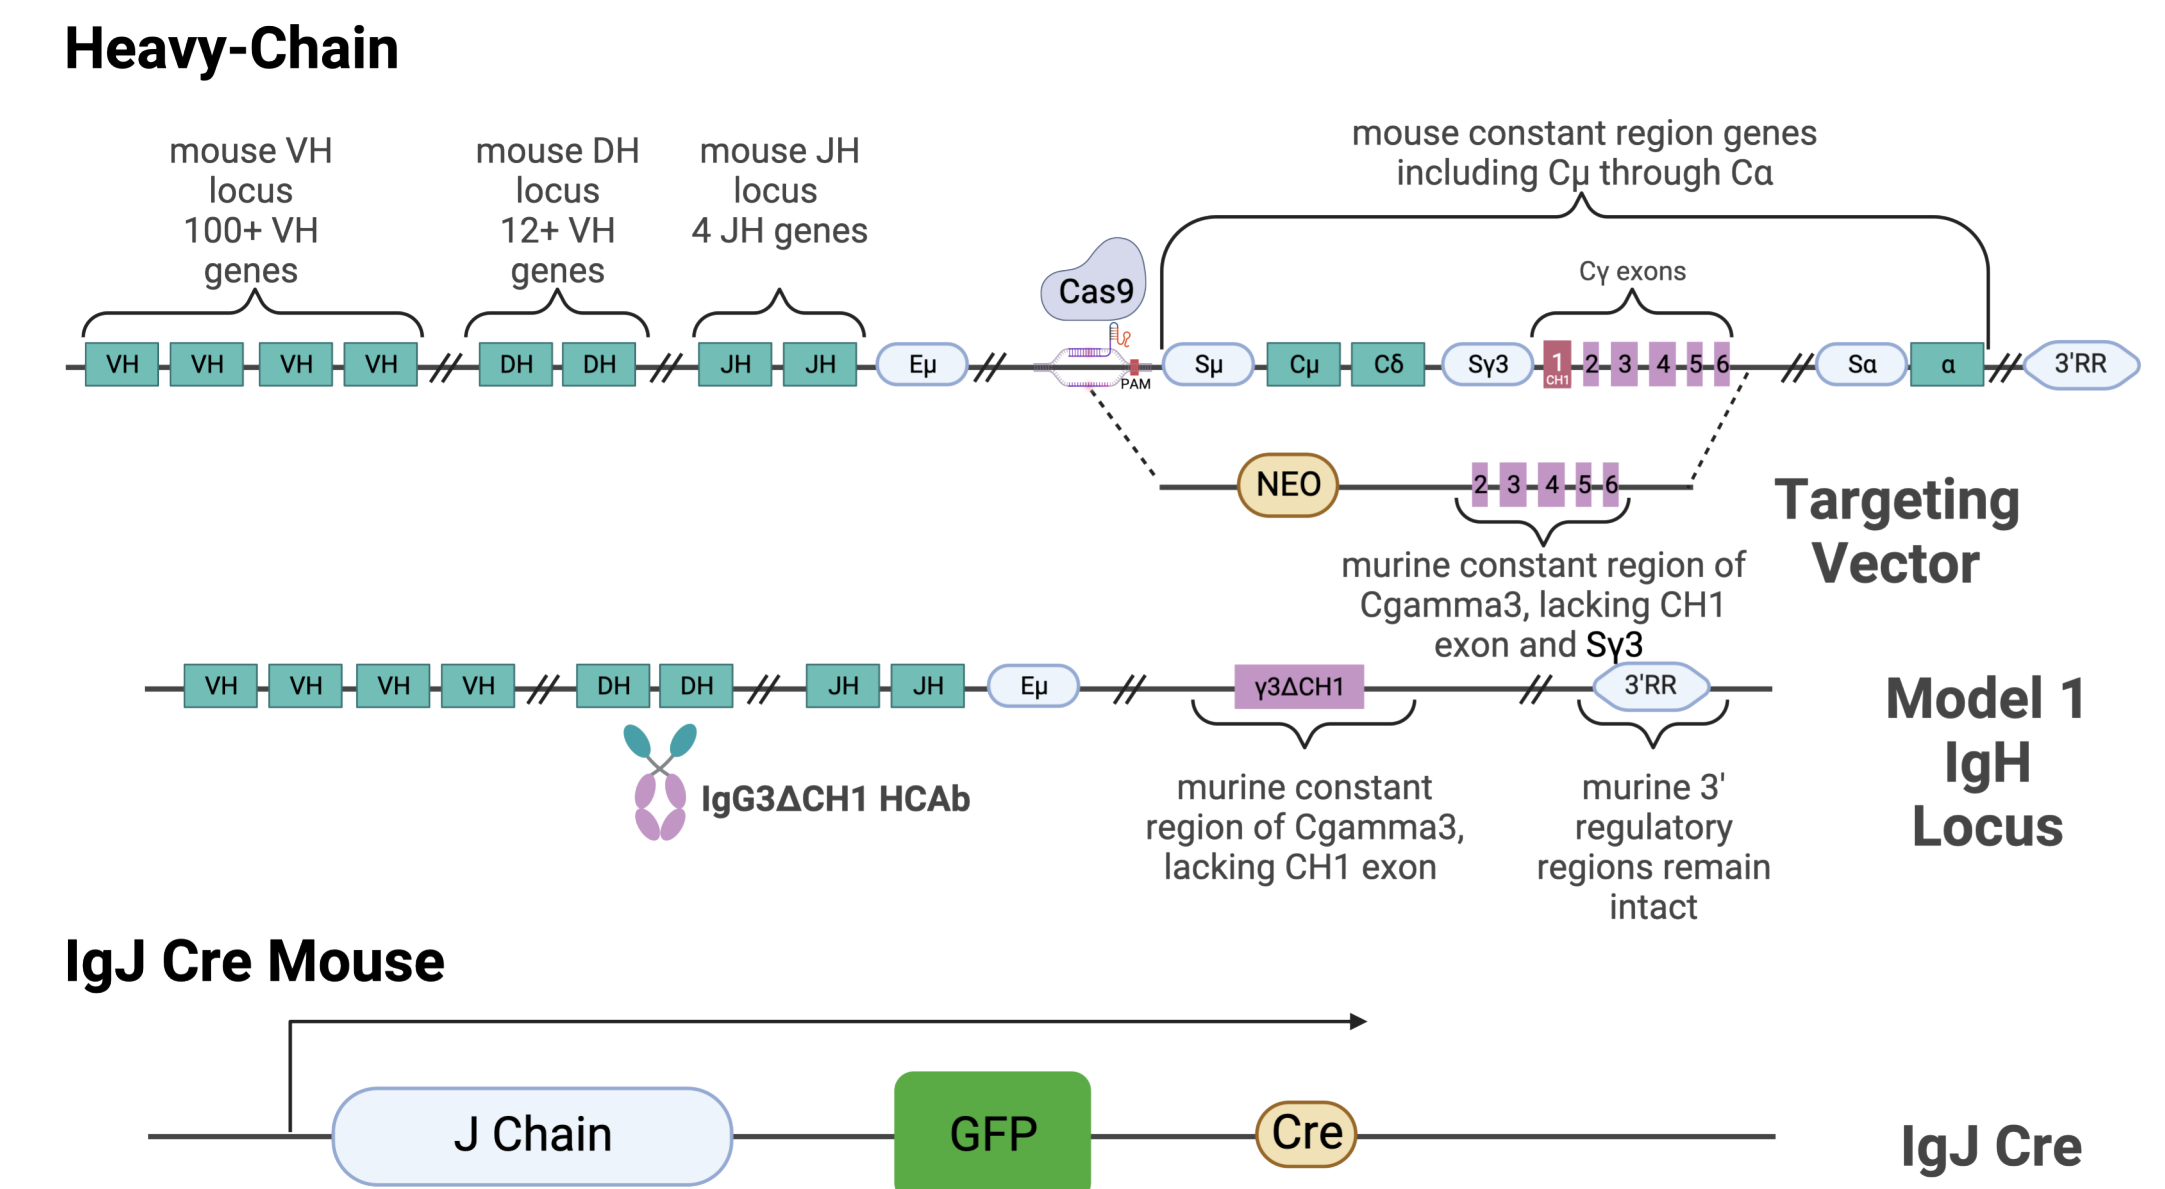 Heavy-Chain
mouse VH
locus
100+ VH
genes
mouse DH
locus
12+ VH
genes
mouse JH
locus
4 JH genes
mouse constant region genes
including Cμ through Cα
Cas9
Cγ exons
VH VH VH VH DH DH JH JH Eμ PAM Sμ Cμ Cδ Sγ3 1 CH1 2 3 4 5 6 Sα α 3'RR
NEO 2 3 4 5 6
Targeting
Vector
murine constant region of
Cgamma3, lacking CH1
exon and Sγ3
VH VH VH VH DH DH JH JH Eμ γ3ΔCH1 3'RR
Model 1
IgH
Locus
IgG3ΔCH1 HCAb
murine constant
region of Cgamma3,
lacking CH1 exon
murine 3'
regulatory
regions remain
intact
IgJ Cre Mouse
J Chain GFP Cre
IgJ Cre